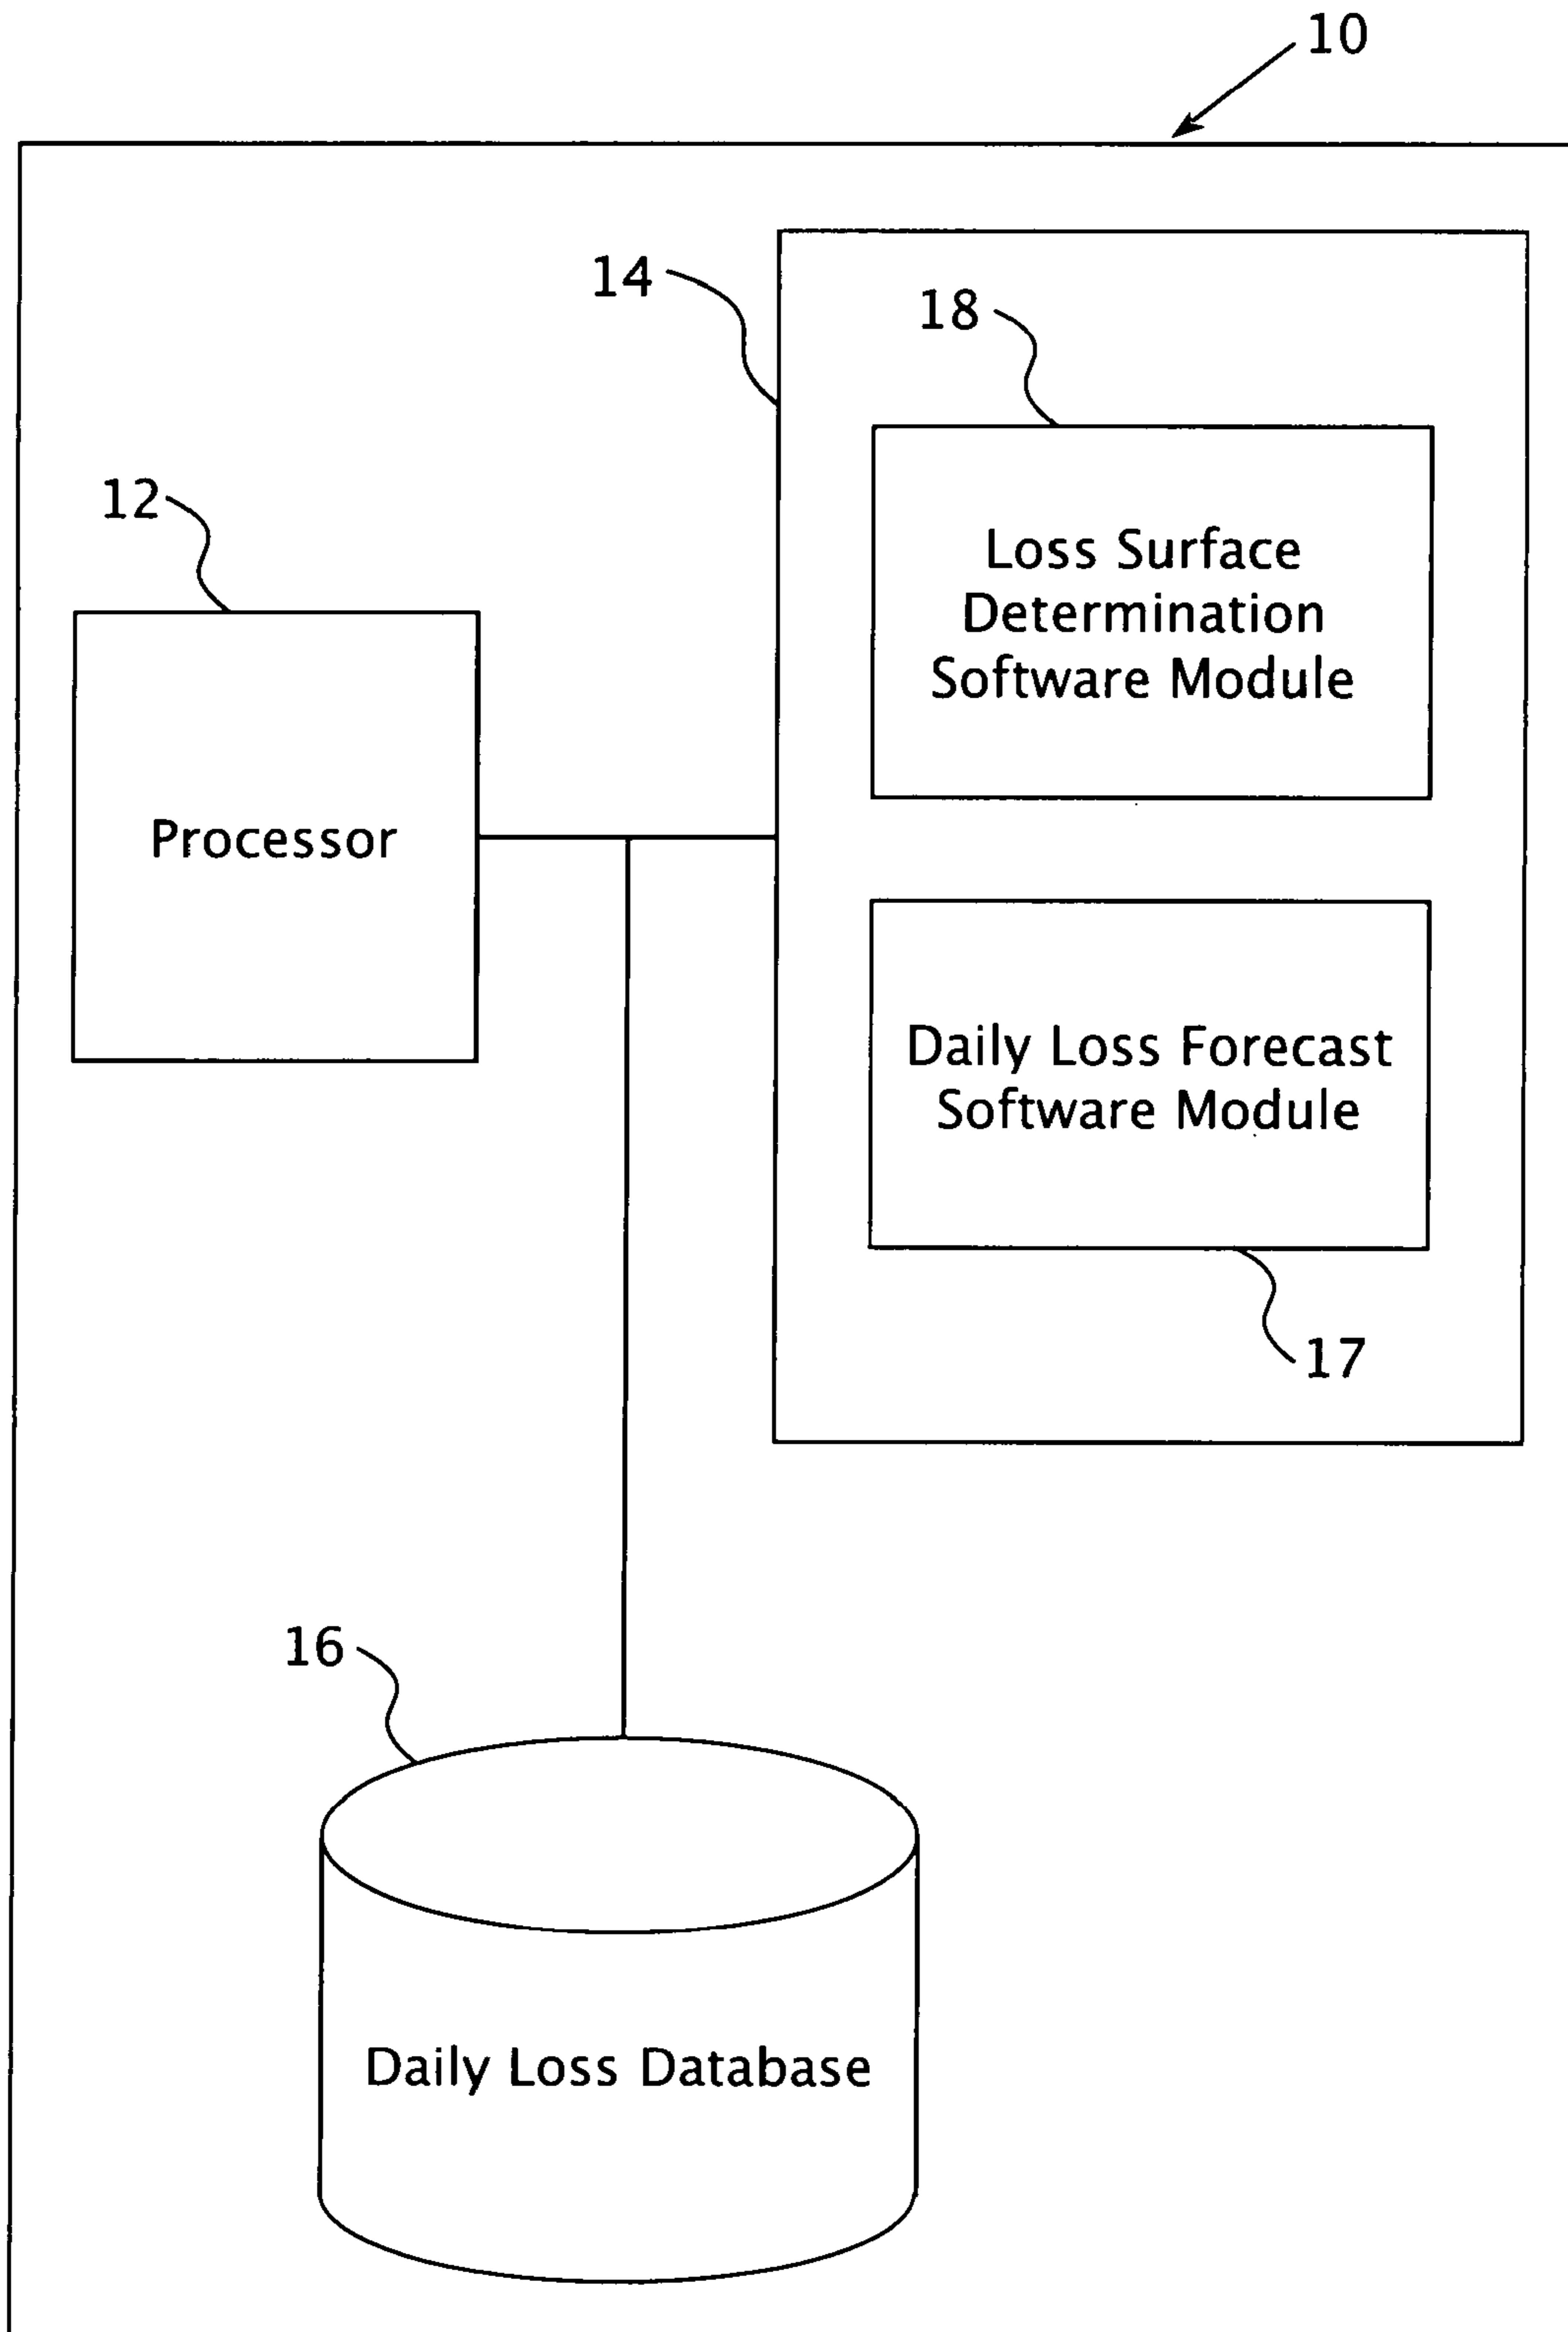 10
14
18
12
Loss Surface
Determination
Software Module
Processor
Daily Loss Forecast
Software Module
17
16
Daily Loss Database